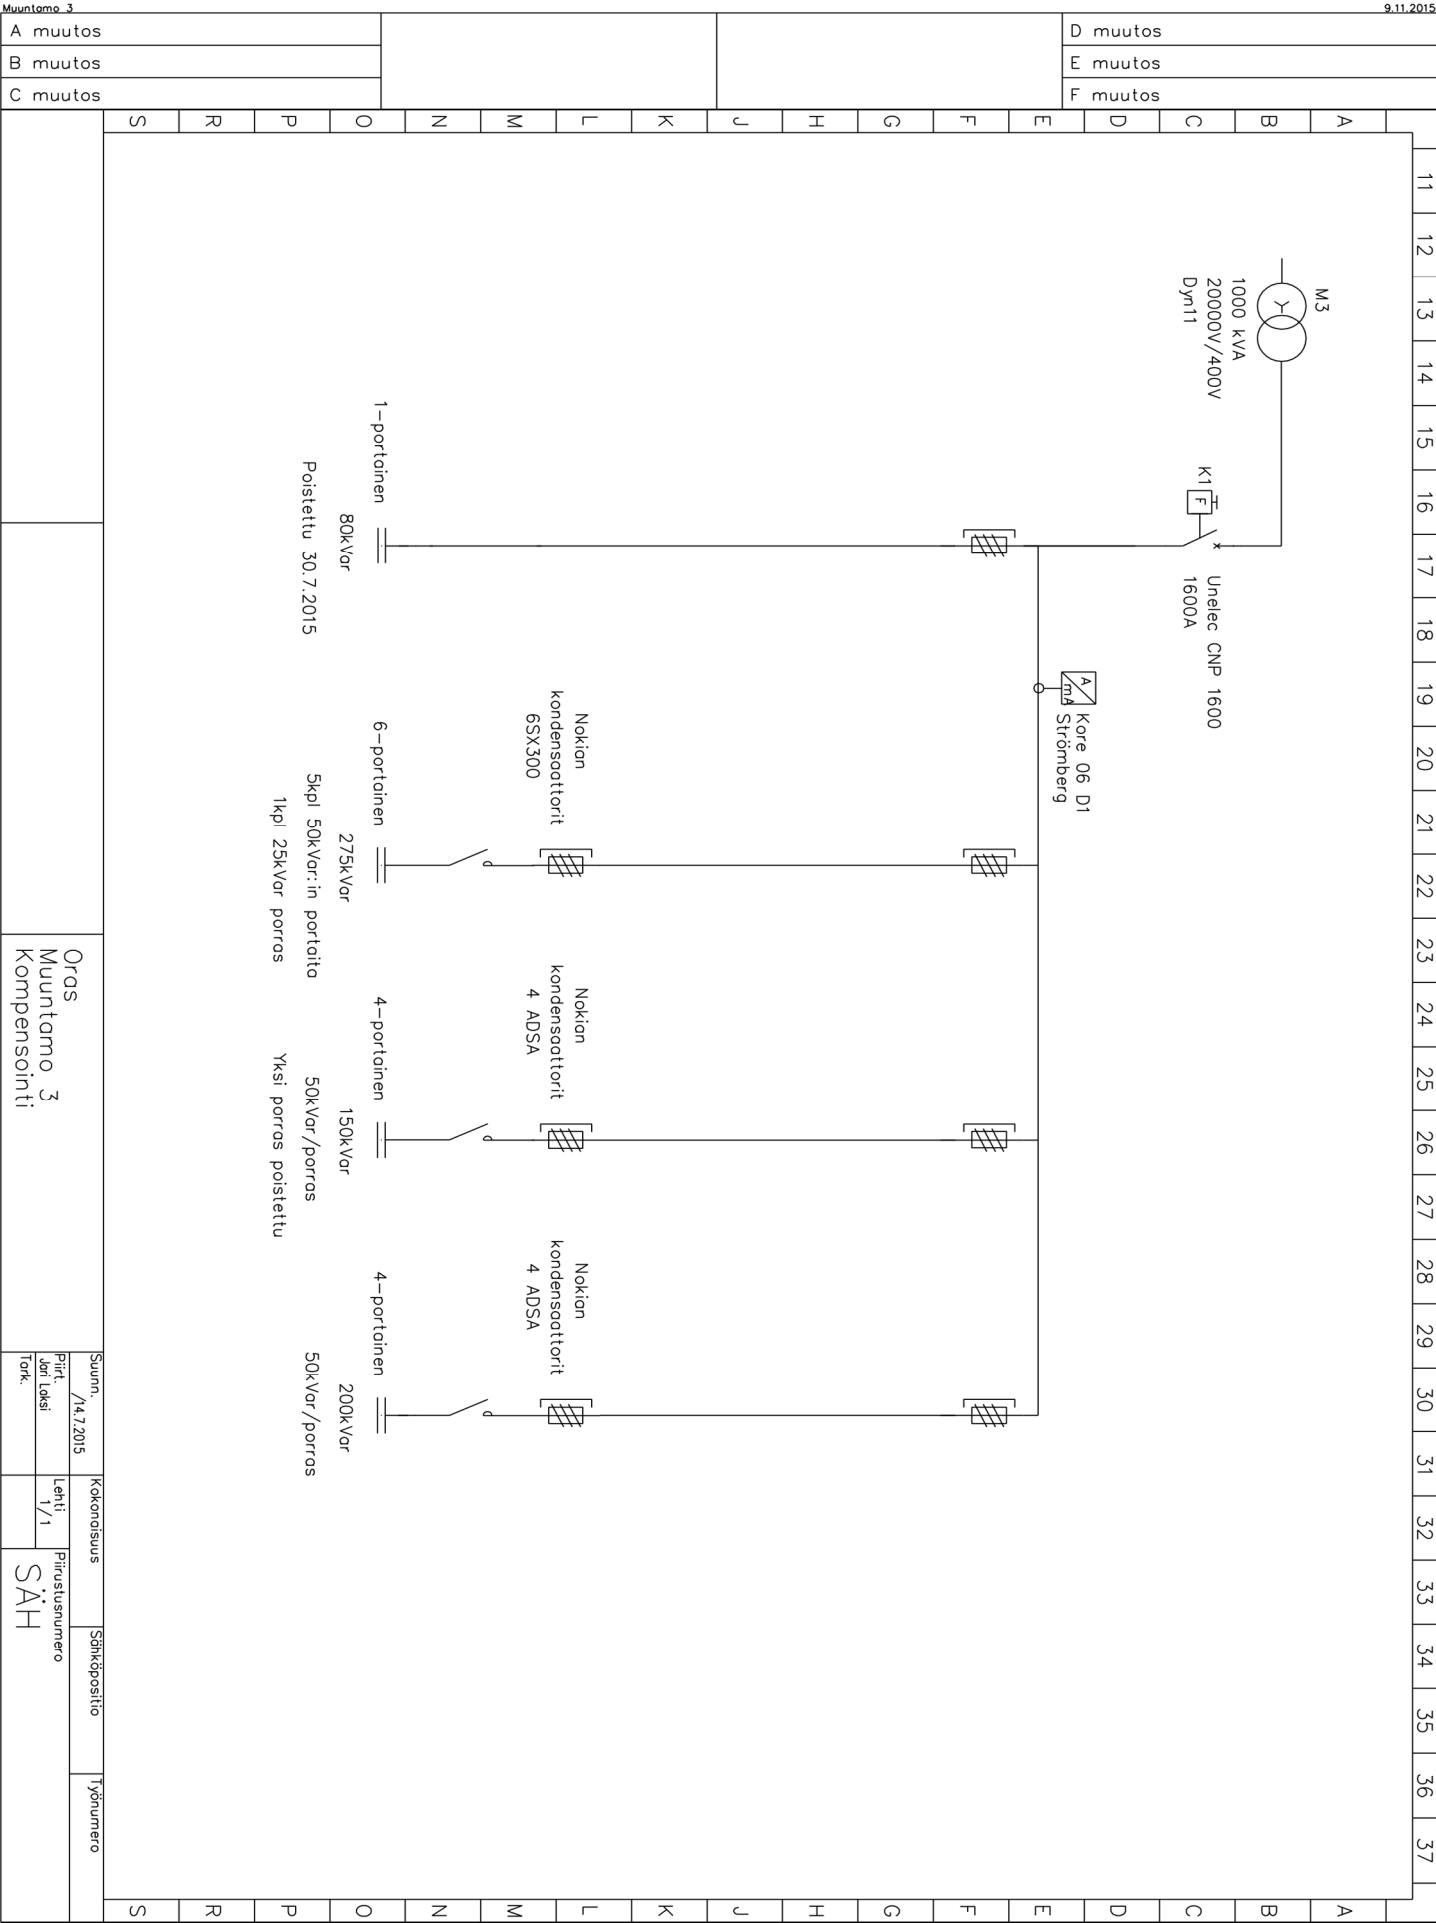 Muuntamo 3
9.11.2015
A muutos
B muutos
C muutos
D muutos
E muutos
F muutos
S R P O N M L K J H G F E D C B A
11
12
13
14
15
16
17
18
19
20
21
22
23
24
25
26
27
28
29
30
31
32
33
34
35
36
37
M3
Y
1000 kVA
20000V/400V
Dyn11
K1
F
Unelec CNP 1600
1600A
A
mA
Kore 06 D1
Strömberg
1-portainen
80kVar
Poistettu 30.7.2015
Nokian
kondensaattorit
6SX300
6-portainen
275kVar
5kpl 50kVar:in portaita
1kpl 25kVar porras
Nokian
kondensaattorit
4 ADSA
4-portainen
150kVar
50kVar/porras
Yksi porras poistettu
Nokian
kondensaattorit
4 ADSA
4-portainen
200kVar
50kVar/porras
Oras
Muuntamo 3
Kompensointi
Suunn.
/14.7.2015
Piirt.
Jari Laksi
Tark.
Kokonaisuus
Sähköpositio
Työnumero
Lehti
1/1
Piirustusnumero
SÄH
S R P O N M L K J H G F E D C B A